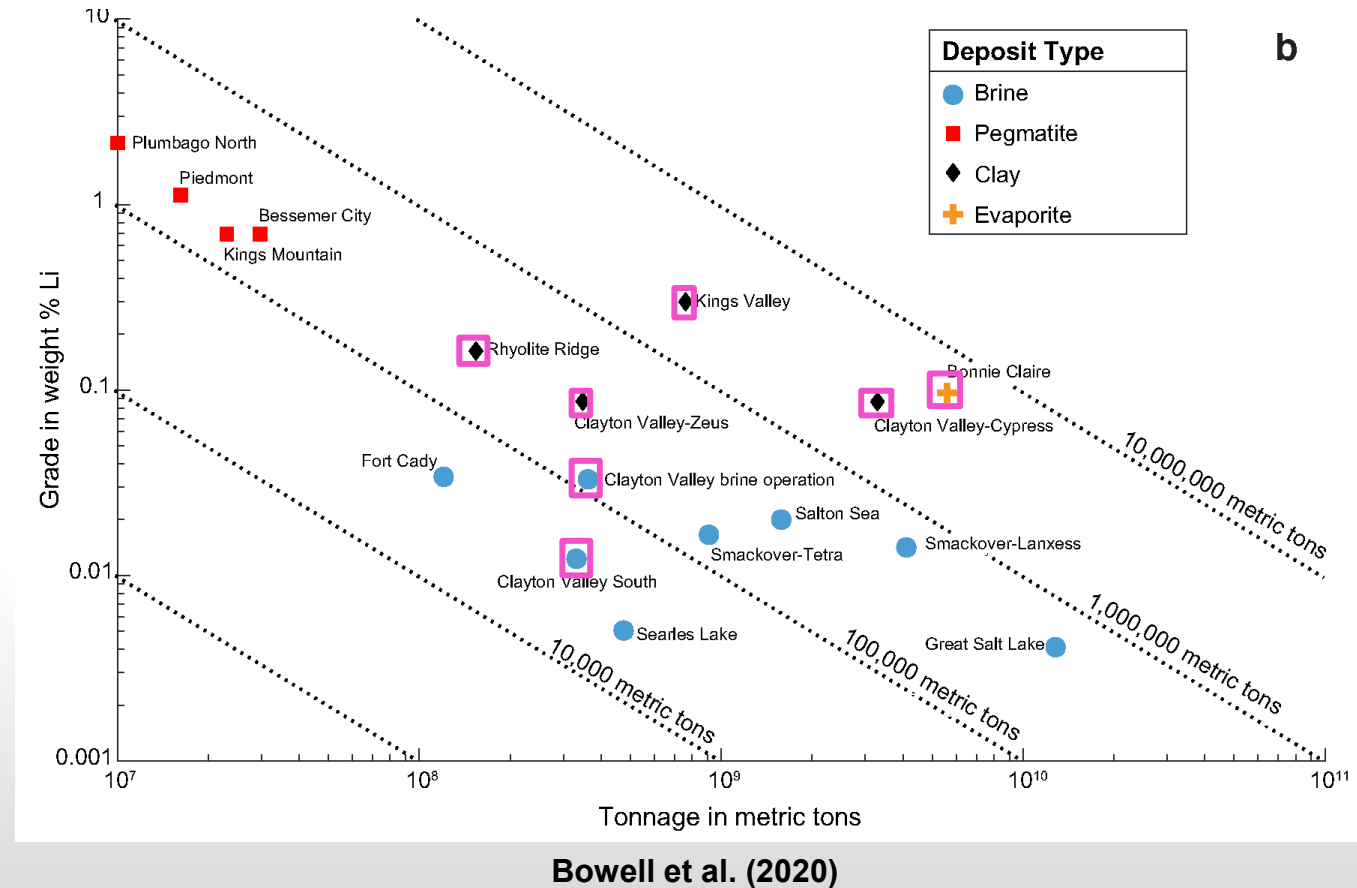 10
b
Deposit Type
Brine
Pegmatite
Clay
Evaporite
Plumbago North
Piedmont
1
Bessemer City
Kings Mountain
Kings Valley
Rhyolite Ridge
Bonnie Claire
0.1
Clayton Valley-Zeus
Clayton Valley-Cypress
10,000,000 metric tons
Fort Cady
Clayton Valley brine operation
Salton Sea
Smackover-Tetra
Smackover-Lanxess
0.01
Clayton Valley South
1,000,000 metric tons
Searles Lake
100,000 metric tons
Great Salt Lake
10,000 metric tons
0.001
Grade in weight % Li
10⁷
10⁸
10⁹
10¹⁰
10¹¹
Tonnage in metric tons
Bowell et al. (2020)